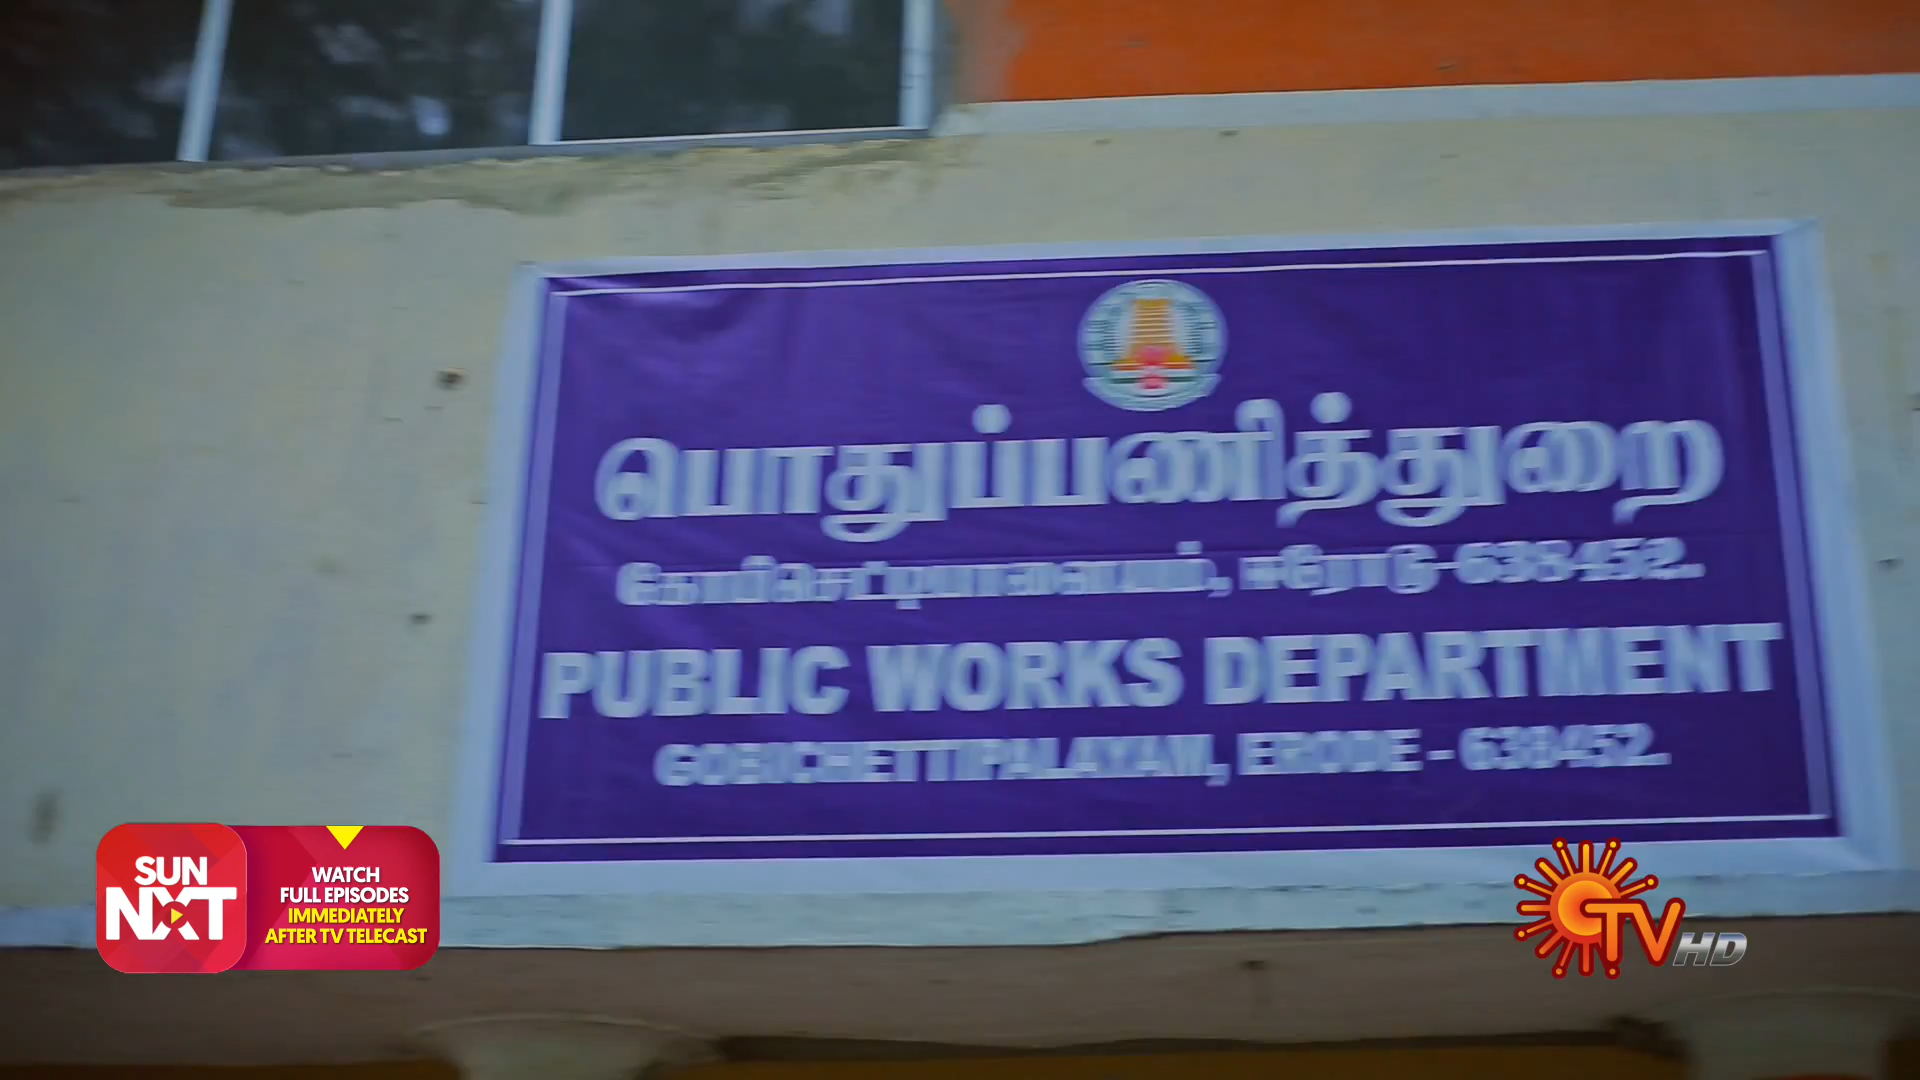 பொதுப்பணித்துறை
கோபிசெட்டிபாளையம், ஈரோடு-638452.
PUBLIC WORKS DEPARTMENT
GOBICHETTIPALAYAM, ERODE - 638452.
SUN
NXT
WATCH
FULL EPISODES
IMMEDIATELY
AFTER TV TELECAST
TV HD